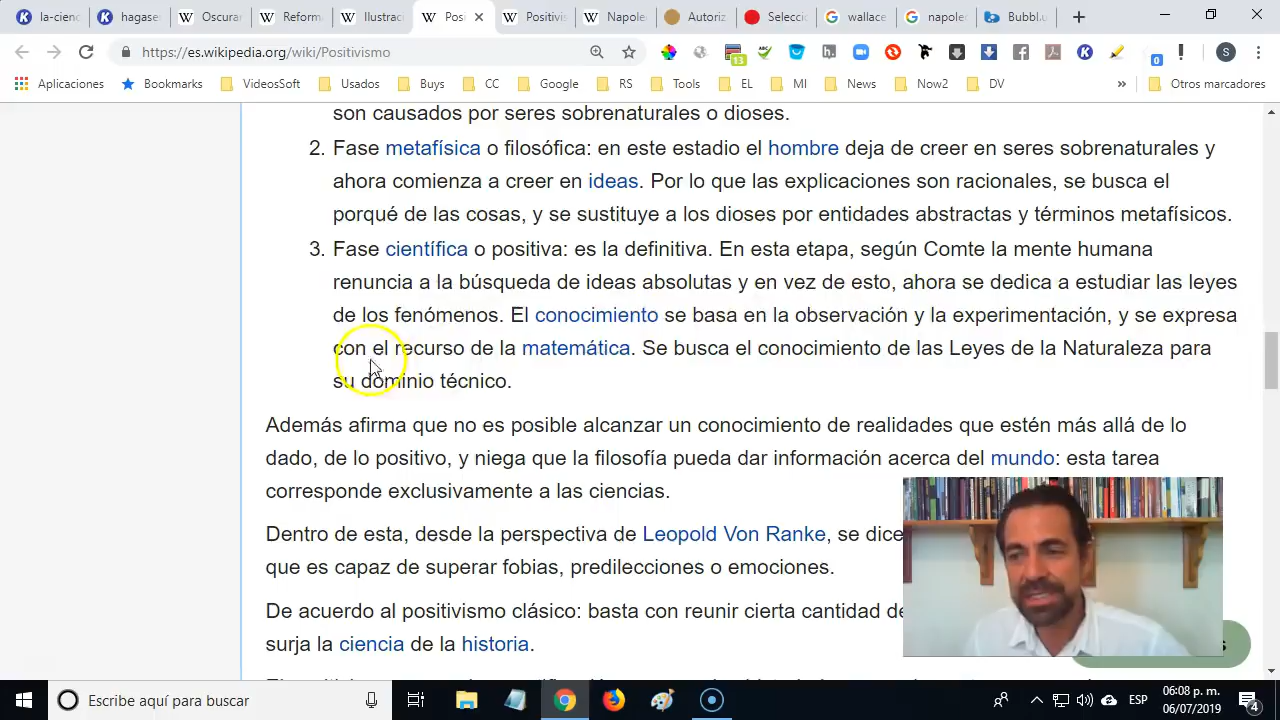 la-cienc
hagase
Oscuran
Reforma
Ilustrac
Posi
Positivis
Napole
Autoriz
Selecci
wallace
napoleo
Bubbl.u
https://es.wikipedia.org/wiki/Positivismo
13
0
S
Aplicaciones Bookmarks VideosSoft Usados Buys CC Google RS Tools EL MI News Now2 DV » Otros marcadores
son causados por seres sobrenaturales o dioses.
2. Fase metafísica o filosófica: en este estadio el hombre deja de creer en seres sobrenaturales y
ahora comienza a creer en ideas. Por lo que las explicaciones son racionales, se busca el
porqué de las cosas, y se sustituye a los dioses por entidades abstractas y términos metafísicos.
3. Fase científica o positiva: es la definitiva. En esta etapa, según Comte la mente humana
renuncia a la búsqueda de ideas absolutas y en vez de esto, ahora se dedica a estudiar las leyes
de los fenómenos. El conocimiento se basa en la observación y la experimentación, y se expresa
con el recurso de la matemática. Se busca el conocimiento de las Leyes de la Naturaleza para
su dominio técnico.
Además afirma que no es posible alcanzar un conocimiento de realidades que estén más allá de lo
dado, de lo positivo, y niega que la filosofía pueda dar información acerca del mundo: esta tarea
corresponde exclusivamente a las ciencias.
Dentro de esta, desde la perspectiva de Leopold Von Ranke, se dice
que es capaz de superar fobias, predilecciones o emociones.
De acuerdo al positivismo clásico: basta con reunir cierta cantidad de
surja la ciencia de la historia.
Escribe aquí para buscar
ESP
06:08 p. m.
06/07/2019
4